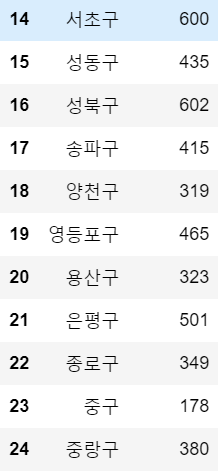 14 서초구 600
15 성동구 435
16 성북구 602
17 송파구 415
18 양천구 319
19 영등포구 465
20 용산구 323
21 은평구 501
22 종로구 349
23 중구 178
24 중랑구 380